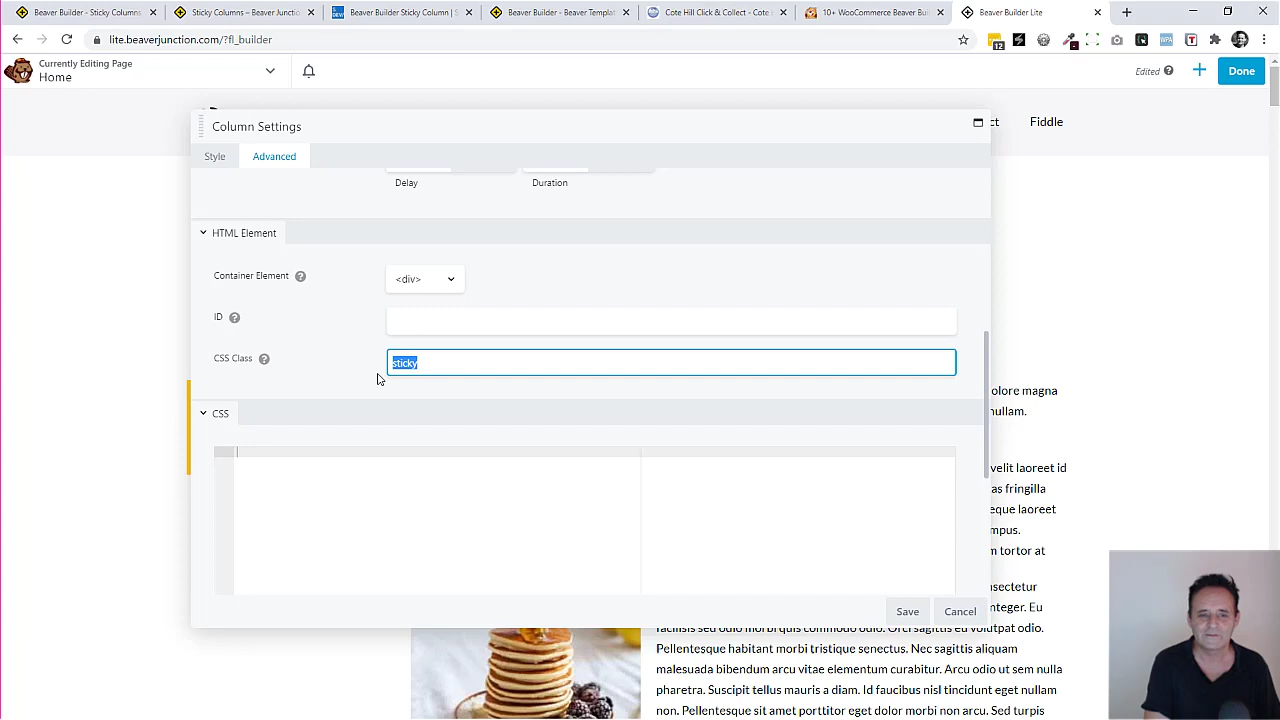 Beaver Builder - Sticky Columns
Sticky Columns – Beaver Junction
Beaver Builder Sticky Column | S
Beaver Builder - Beaver Templa
Cote Hill Click & Collect - Cote
10+ WooCommerce Beaver Bui
Beaver Builder Lite
lite.beaverjunction.com/?fl_builder
12
WPA
T
Currently Editing Page
Home
Edited
Done
Column Settings
ct
Fiddle
Style
Advanced
Delay
Duration
HTML Element
Container Element
<div>
ID
CSS Class
sticky
CSS
Save
Cancel
olore magna
nullam.
velit laoreet id
as fringilla
eque laoreet
mpus.
m tortor at
nsectetur
nteger. Eu
facilisis sed odio morbi quis commodo odio. Orci sagittis eu volutpat odio.
Pellentesque habitant morbi tristique senectus. Nec sagittis aliquam
malesuada bibendum arcu vitae elementum curabitur. Arcu odio ut sem nulla
pharetra. Suscipit tellus mauris a diam. Id faucibus nisl tincidunt eget nullam
non. Pellentesque sit amet porttitor eget dolor morbi non arcu. Sed turpis